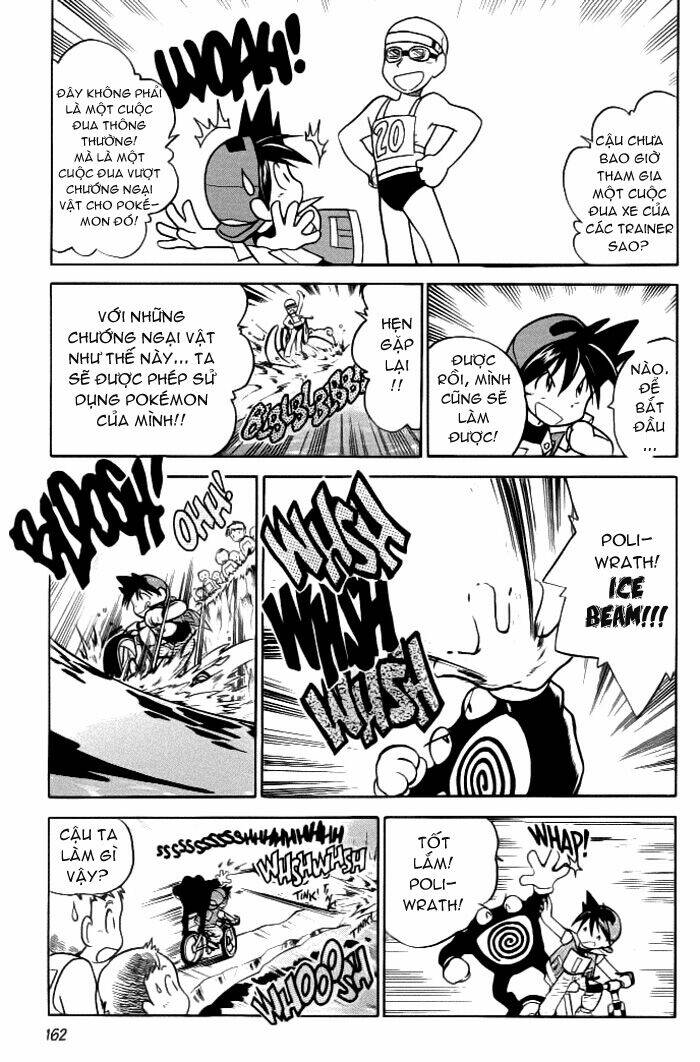 WOAH!
ĐÂY KHÔNG PHẢI
LÀ MỘT CUỘC
ĐUA THÔNG
THƯỜNG!
MÀ LÀ MỘT
CUỘC ĐUA VƯỢT
CHƯỚNG NGẠI
VẬT CHO POKÉ-
MON ĐÓ!
20
CẬU CHƯA
BAO GIỜ
THAM GIA
MỘT CUỘC
ĐUA XE CỦA
CÁC TRAINER
SAO?
VỚI NHỮNG
CHƯỚNG NGẠI VẬT
NHƯ THẾ NÀY... TA
SẼ ĐƯỢC PHÉP SỬ
DỤNG POKÉMON
CỦA MÌNH!!
HẸN
GẶP
LẠI
!!
ĐƯỢC
RỒI, MÌNH
CŨNG SẼ
LÀM
ĐƯỢC!
NÀO.
ĐỂ
BẮT
ĐẦU
...
OHH!
WHSH
WHSH
WHSH
POLI-
WRATH!
ICE
BEAM!!!
CẬU TA
LÀM GÌ
VẬY?
SSSSSSSSSHHHHHHHH
WHSHWHSH
TINK!
TINK!
WHOOOSH
TỐT
LẮM!
POLI-
WRATH!
WHAP!
162